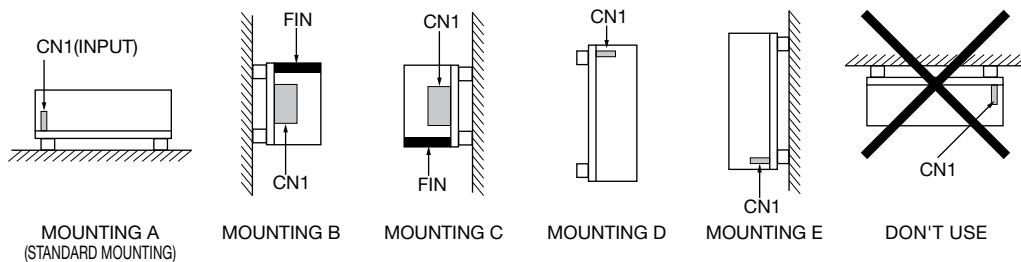 CN1(INPUT)
FIN
CN1
CN1
FIN
CN1
CN1
CN1
MOUNTING A
(STANDARD MOUNTING)
MOUNTING B
MOUNTING C
MOUNTING D
MOUNTING E
DON'T USE